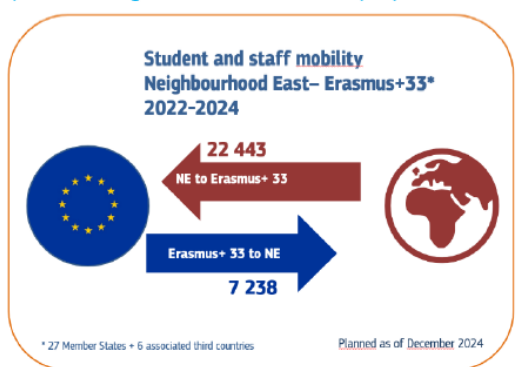 Student and staff mobility
Neighbourhood East– Erasmus+33*
2022-2024
22 443
NE to Erasmus+ 33
Erasmus+ 33 to NE
7 238
* 27 Member States + 6 associated third countries
Planned as of December 2024